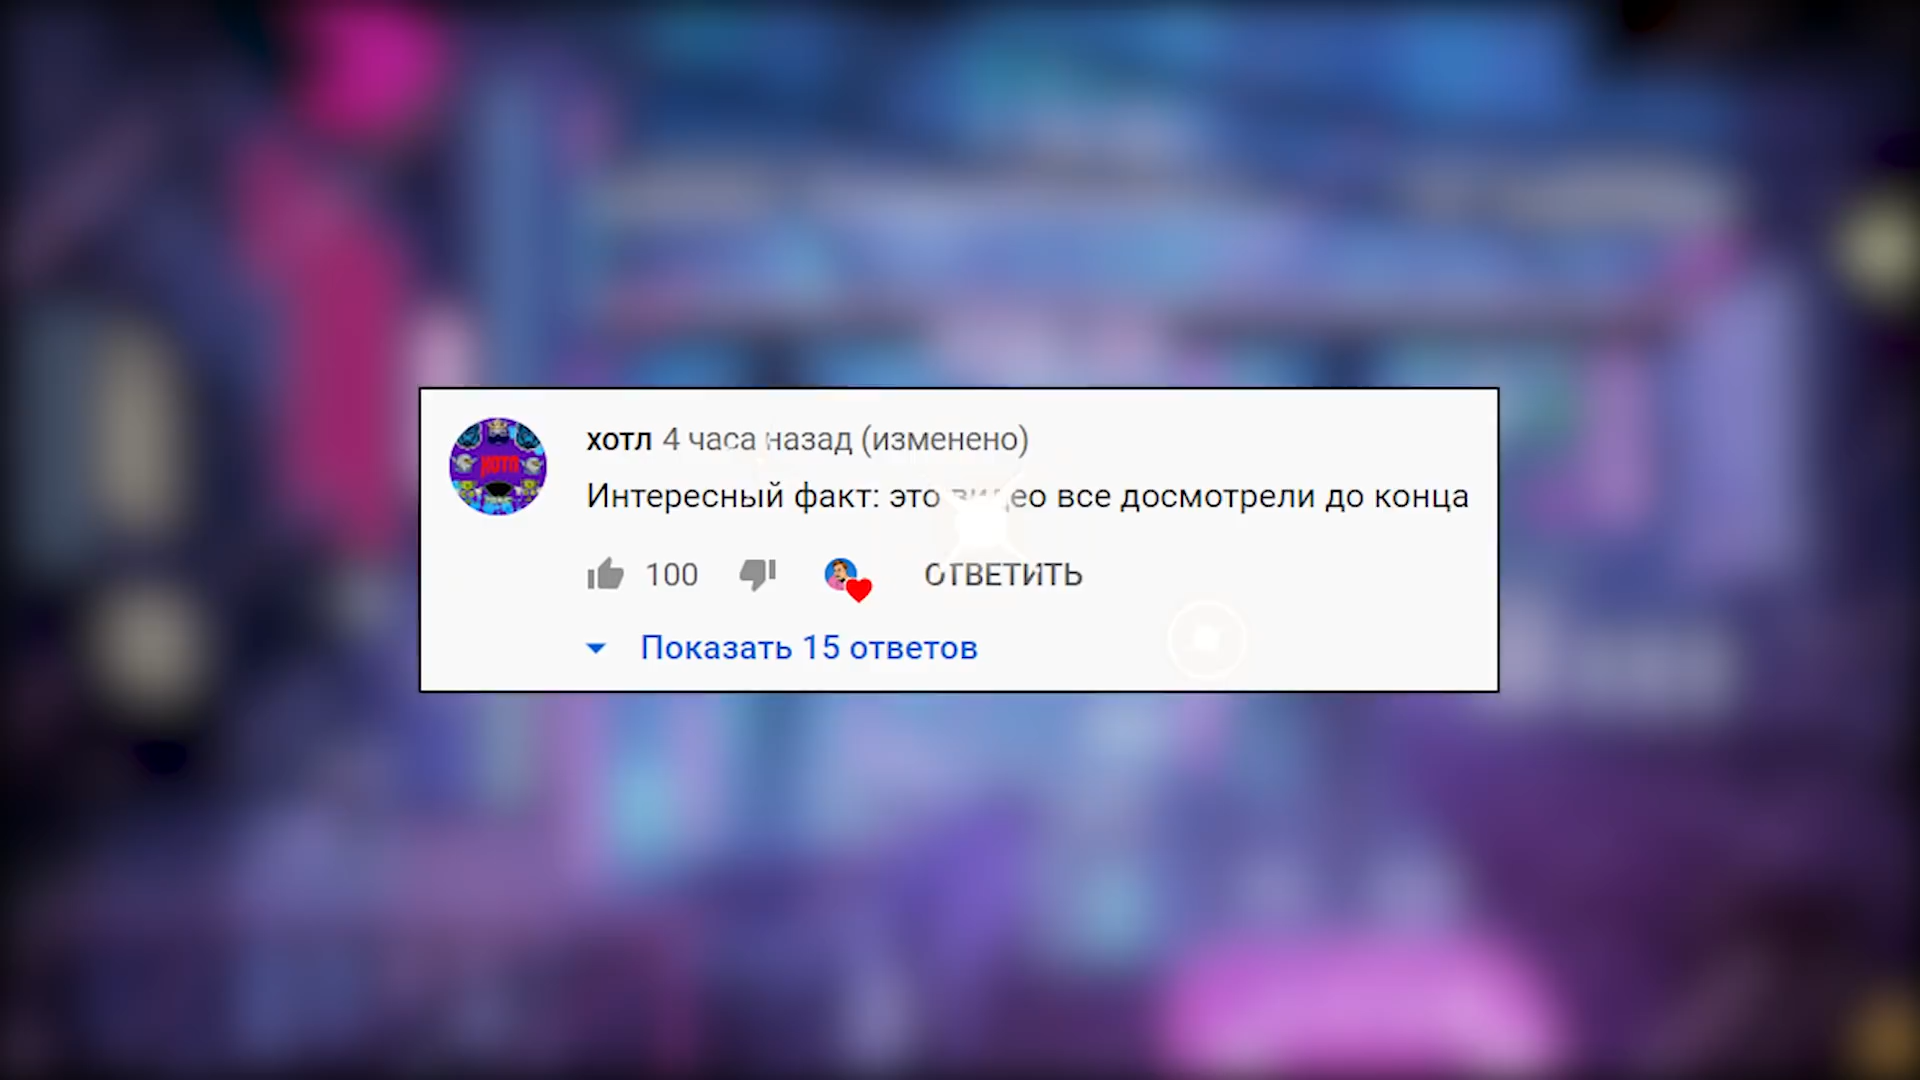 хотл 4 часа назад (изменено)
Интересный факт: это видео все досмотрели до конца
100 ОТВЕТИТЬ
Показать 15 ответов